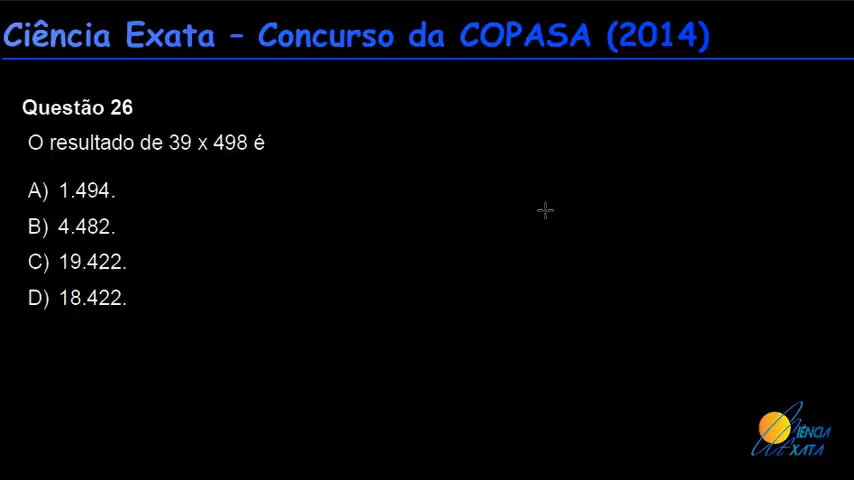 Ciência Exata – Concurso da COPASA (2014)
Questão 26
O resultado de 39 x 498 é
A) 1.494.
B) 4.482.
C) 19.422.
D) 18.422.
CIÊNCIA
EXATA